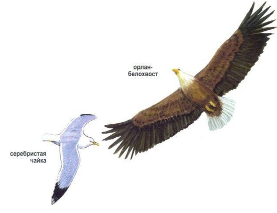 орлан-
белохвост
серебристая
чайка